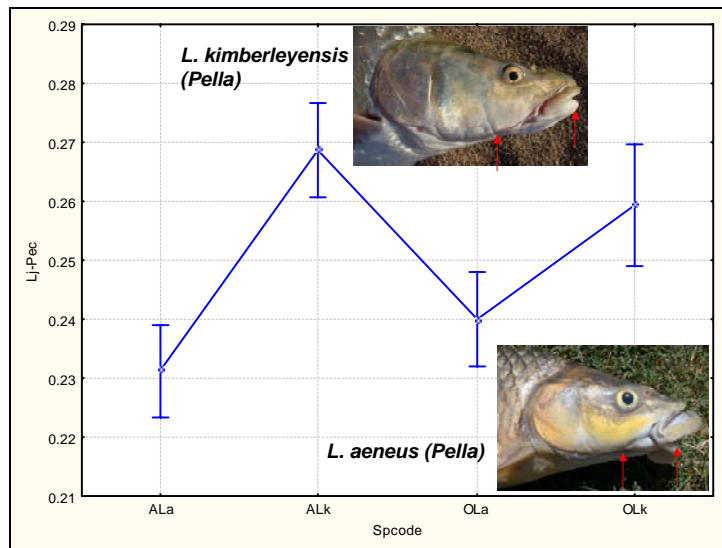 0.29
0.28
0.27
0.26
0.25
0.24
0.23
0.22
0.21
Lj-Pec
L. kimberleyensis
(Pella)
L. aeneus (Pella)
ALa ALk OLa OLk
Spcode